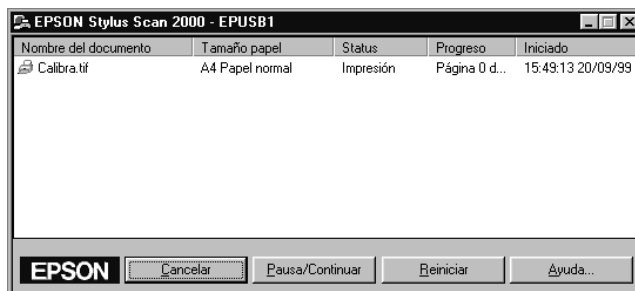 EPSON Stylus Scan 2000 - EPUSB1
Nombre del documento Tamaño papel Status Progreso Iniciado
Calibra.tif A4 Papel normal Impresión Página 0 d... 15:49:13 20/09/99
EPSON Cancelar Pausa/Continuar Reiniciar Ayuda...